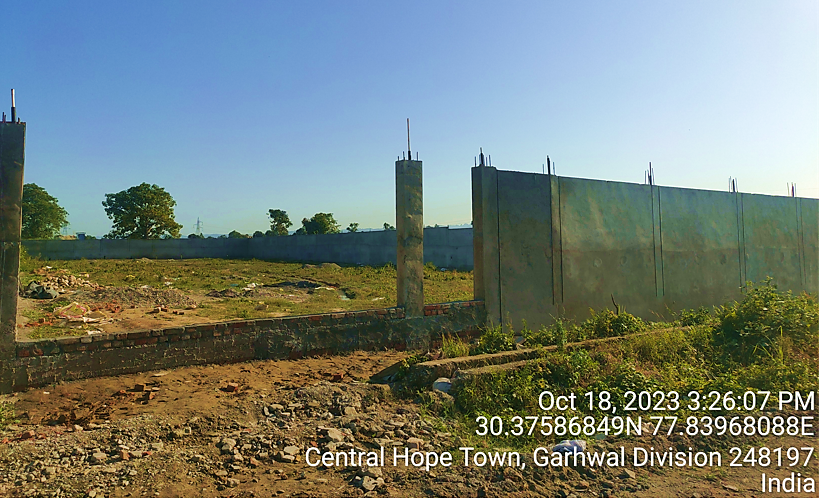 Oct 18, 2023 3:26:07 PM
30.37586849N 77.83968088E
Central Hope Town, Garhwal Division 248197
India